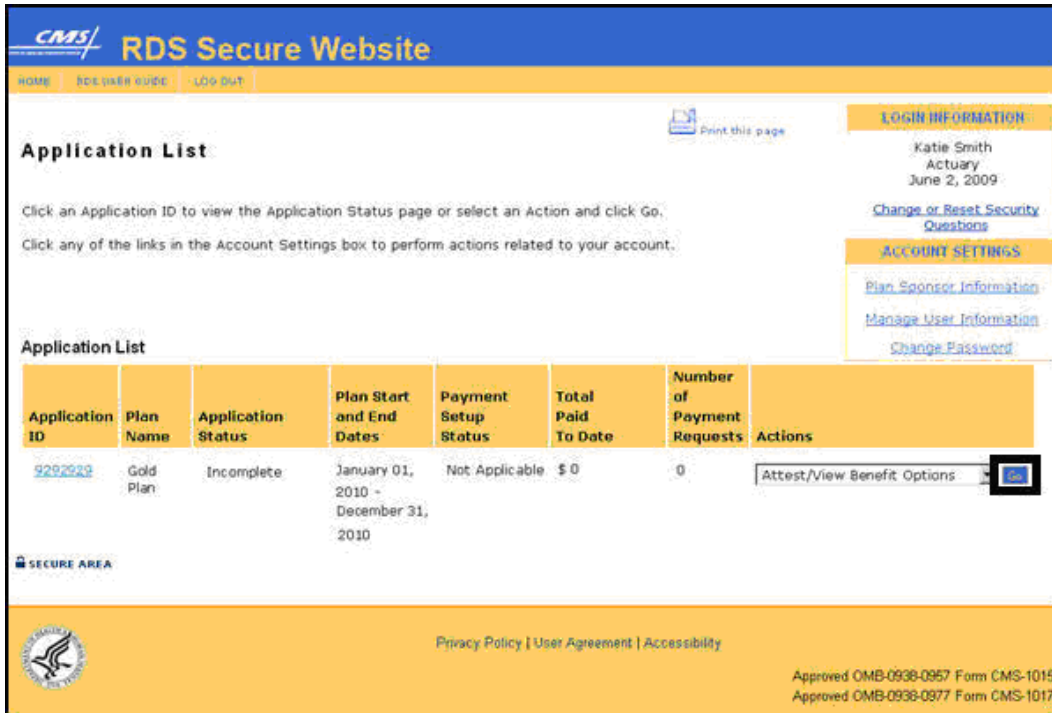 CMS/ RDS Secure Website
HOME RDS USER GUIDE LOG OUT
Print this page
Application List
Click an Application ID to view the Application Status page or select an Action and click Go.
Click any of the links in the Account Settings box to perform actions related to your account.
LOGIN INFORMATION
Katie Smith
Actuary
June 2, 2009
Change or Reset Security
Questions
ACCOUNT SETTINGS
Plan Sponsor Information
Manage User Information
Change Password
Application List
Application ID
Plan Name
Application Status
Plan Start and End Dates
Payment Setup Status
Total Paid To Date
Number of Payment Requests
Actions
9292929
Gold Plan
Incomplete
January 01, 2010 - December 31, 2010
Not Applicable
$ 0
0
Attest/View Benefit Options
Go
SECURE AREA
Privacy Policy | User Agreement | Accessibility
Approved OMB-0938-0957 Form CMS-1015
Approved OMB-0938-0977 Form CMS-1017